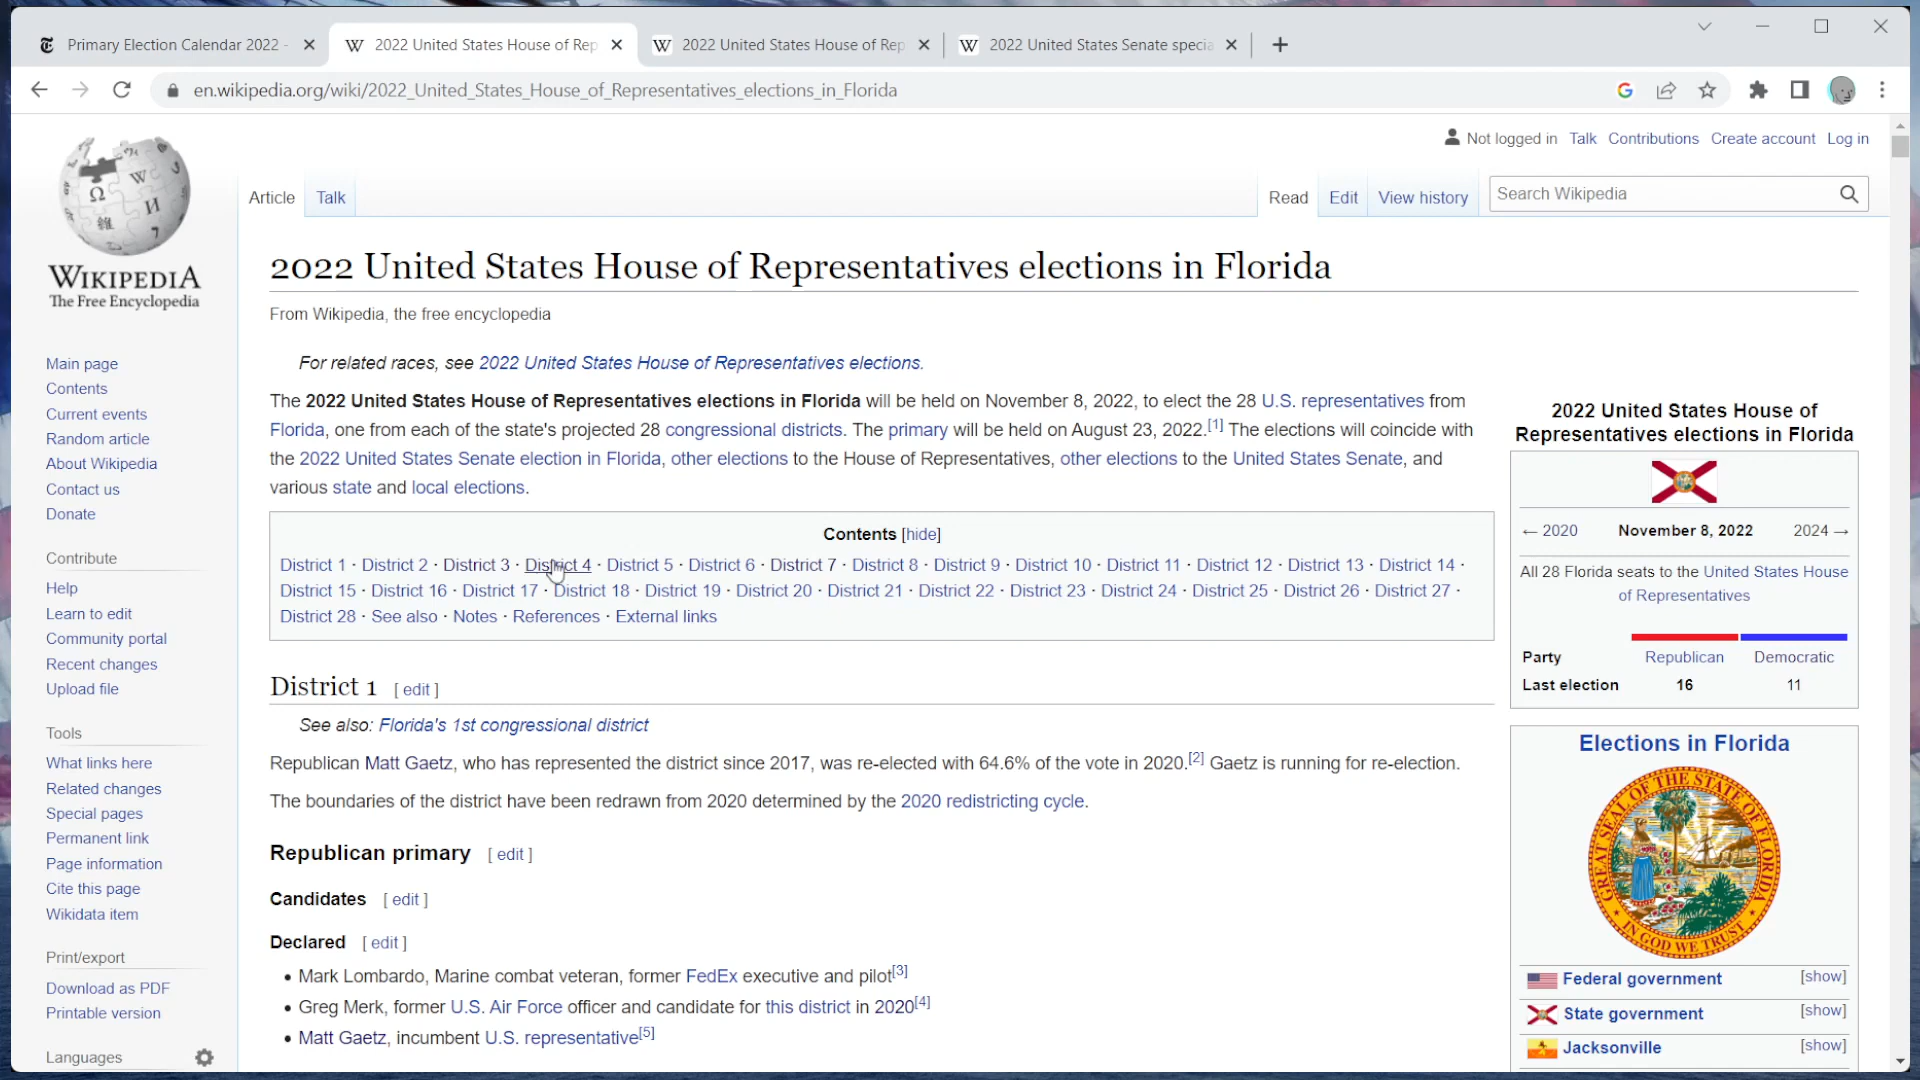 Primary Election Calendar 2022 -
2022 United States House of Rep
2022 United States House of Rep
2022 United States Senate specia
en.wikipedia.org/wiki/2022_United_States_House_of_Representatives_elections_in_Florida
Not logged in Talk Contributions Create account Log in
Article Talk Read Edit View history Search Wikipedia
WIKIPEDIA
The Free Encyclopedia
Main page
Contents
Current events
Random article
About Wikipedia
Contact us
Donate
Contribute
Help
Learn to edit
Community portal
Recent changes
Upload file
Tools
What links here
Related changes
Special pages
Permanent link
Page information
Cite this page
Wikidata item
Print/export
Download as PDF
Printable version
Languages
2022 United States House of Representatives elections in Florida
From Wikipedia, the free encyclopedia
For related races, see 2022 United States House of Representatives elections.
The 2022 United States House of Representatives elections in Florida will be held on November 8, 2022, to elect the 28 U.S. representatives from
Florida, one from each of the state's projected 28 congressional districts. The primary will be held on August 23, 2022.[1] The elections will coincide with
the 2022 United States Senate election in Florida, other elections to the House of Representatives, other elections to the United States Senate, and
various state and local elections.
Contents [hide]
District 1 · District 2 · District 3 · District 4 · District 5 · District 6 · District 7 · District 8 · District 9 · District 10 · District 11 · District 12 · District 13 · District 14 ·
District 15 · District 16 · District 17 · District 18 · District 19 · District 20 · District 21 · District 22 · District 23 · District 24 · District 25 · District 26 · District 27 ·
District 28 · See also · Notes · References · External links
District 1 [ edit ]
See also: Florida's 1st congressional district
Republican Matt Gaetz, who has represented the district since 2017, was re-elected with 64.6% of the vote in 2020.[2] Gaetz is running for re-election.
The boundaries of the district have been redrawn from 2020 determined by the 2020 redistricting cycle.
Republican primary [ edit ]
Candidates [ edit ]
Declared [ edit ]
• Mark Lombardo, Marine combat veteran, former FedEx executive and pilot[3]
• Greg Merk, former U.S. Air Force officer and candidate for this district in 2020[4]
• Matt Gaetz, incumbent U.S. representative[5]
2022 United States House of
Representatives elections in Florida
← 2020 November 8, 2022 2024 →
All 28 Florida seats to the United States House
of Representatives
Party Republican Democratic
Last election 16 11
Elections in Florida
GREAT SEAL OF THE STATE OF FLORIDA
IN GOD WE TRUST
Federal government [show]
State government [show]
Jacksonville [show]